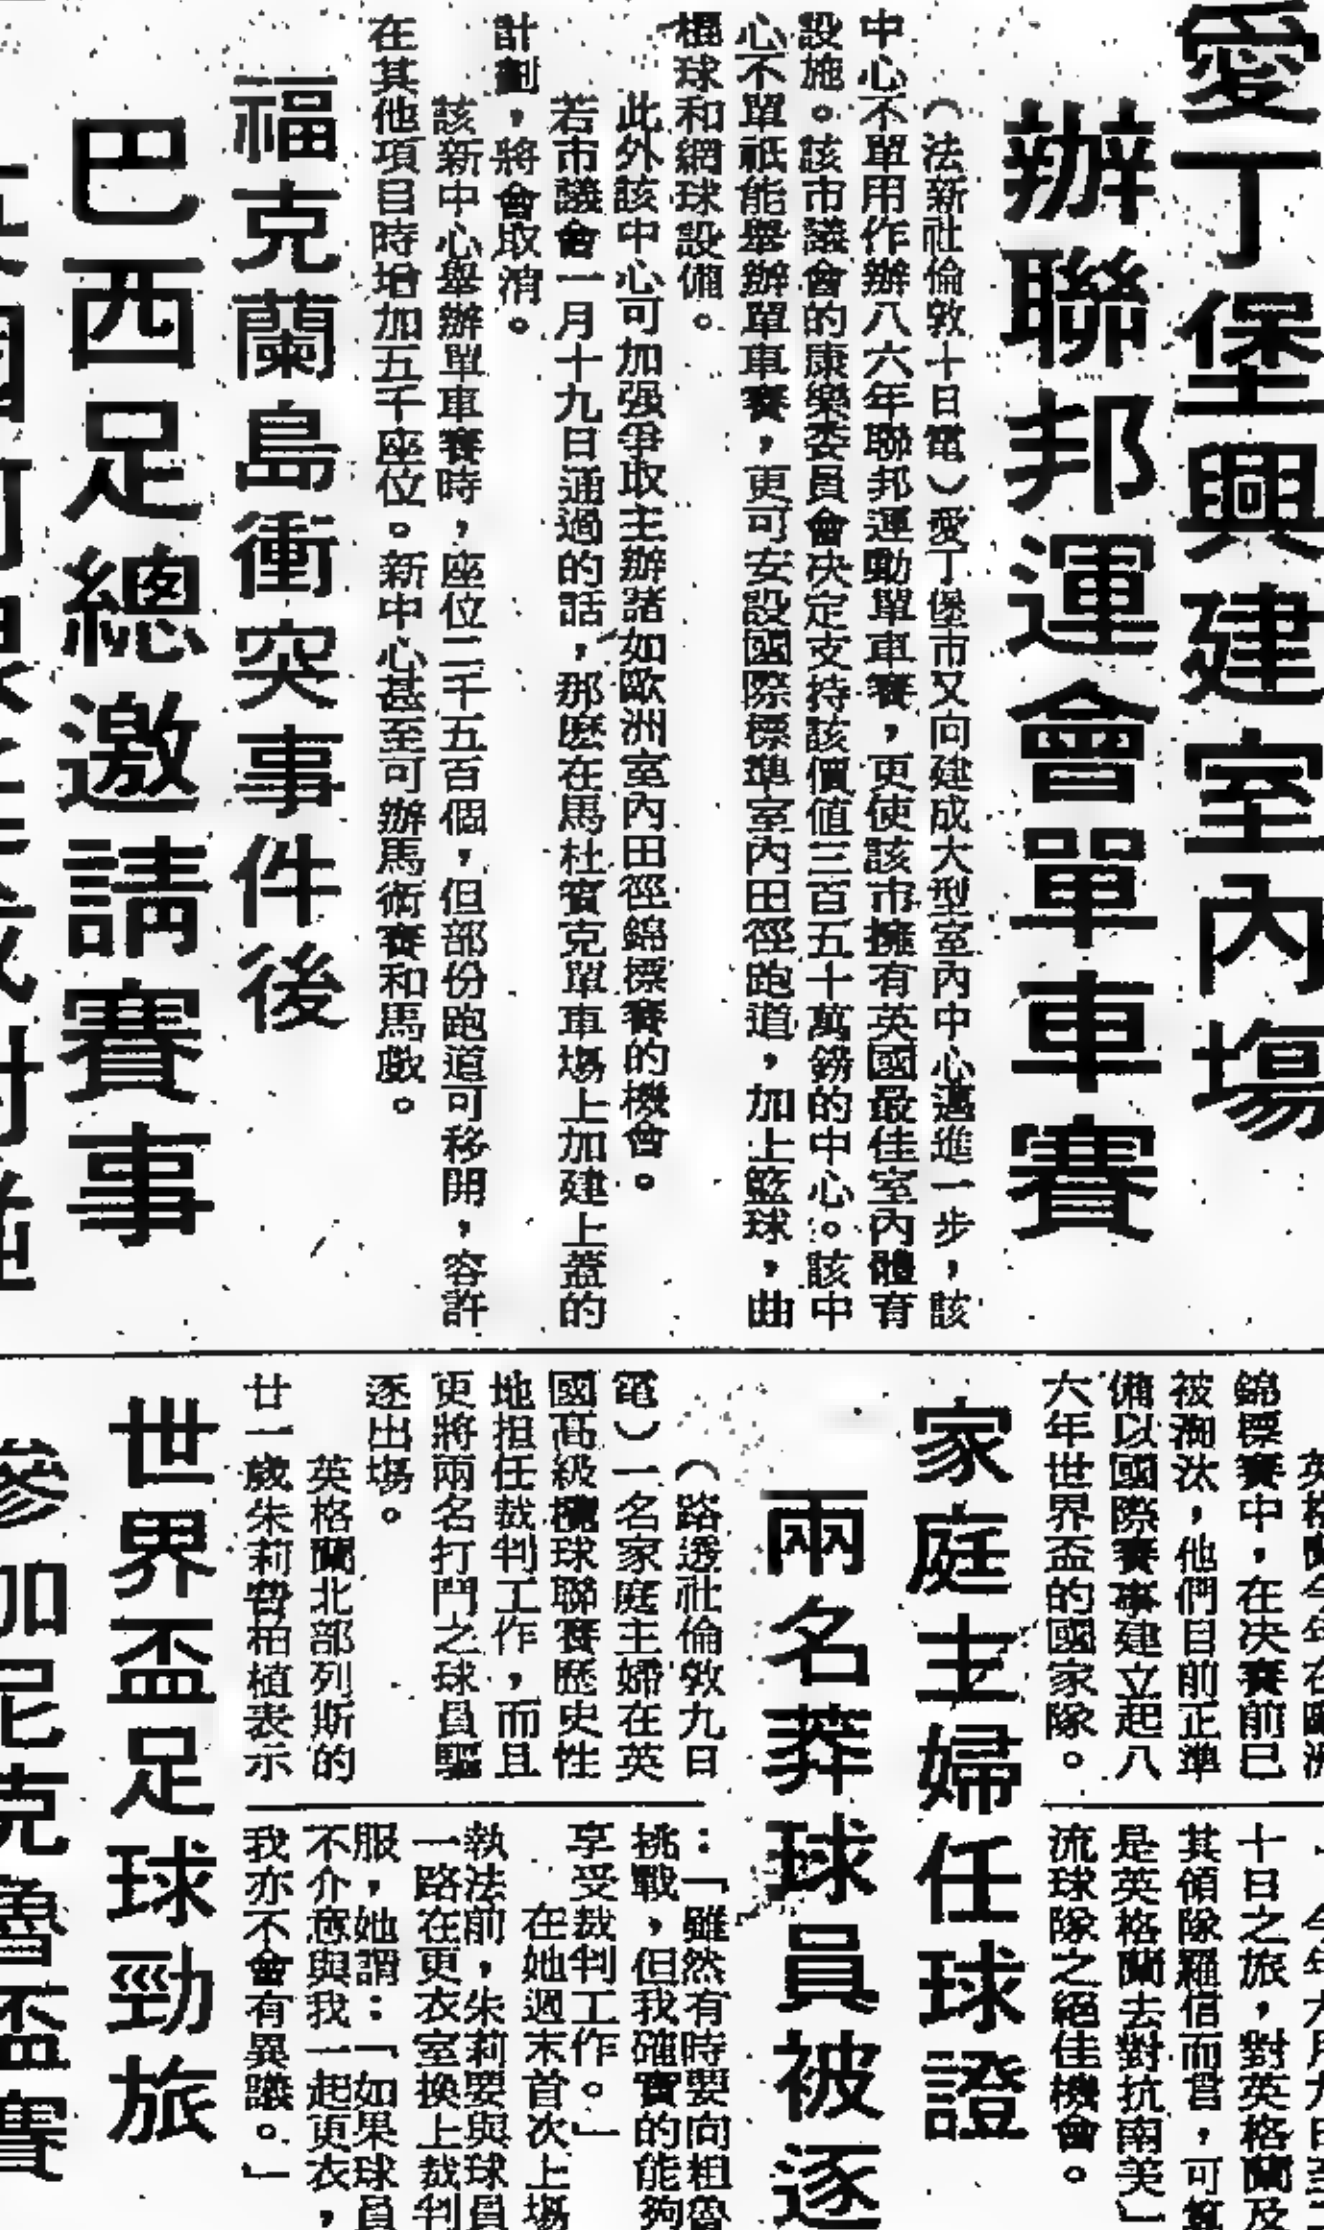 愛丁堡興建室內塲
辦聯邦運會單車賽
（法新社倫敦十日電）愛丁堡市又向建成大型室內中心邁進一步，該
中心不單用作辦八六年聯邦運動單車賽，更使該市擁有英國最佳室內體育
設施。該市議會的康樂委員會决定支持該價值三百五十萬鎊的中心。該中
心不單祇能舉辦單車賽，更可安設國際標準室內田徑跑道，加上籃球，曲
棍球和網球設備。
此外該中心可加强爭取主辦諸如歐洲室內田徑錦標賽的機會。
若市議會一月十九日通過的話，那麽在馬杜賓克單車塲上加建上蓋的
計劃，將會取消。
該新中心舉辦單車賽時，座位二千五百個，但部份跑道可移開，容許
在其他項目時增加五千座位。新中心甚至可辦馬術賽和馬戲。
福克蘭島衝突事件後
巴西足總邀請賽事
錦標賽中，在决賽前已
被淘汰，他們目前正準
備以國際賽事建立起八
六年世界盃的國家隊。
十日之旅，對英格蘭及
其領隊羅信而言，可算
是英格蘭去對抗南美」
流球隊之絕佳機會。
家庭主婦任球證
兩名莽球員被逐
（路透社倫敦九日
電）一名家庭主婦在英
國高級欖球聯賽歷史性
地担任裁判工作，而且
更將兩名打鬥之球員驅
逐出塲。
英格蘭北部列斯的
廿一歲朱莉普柏植表示
：「雖然有時要向粗魯
挑戰，但我確實的能夠
享受裁判工作。」
在她週末首次上塲
執法前，朱莉要與球員
一路在更衣室換上裁判
服，她謂：「如果球員
不介意與我一起更衣，
我亦不會有異議。」
世界盃足球勁旅
參加尼克魯盃賽